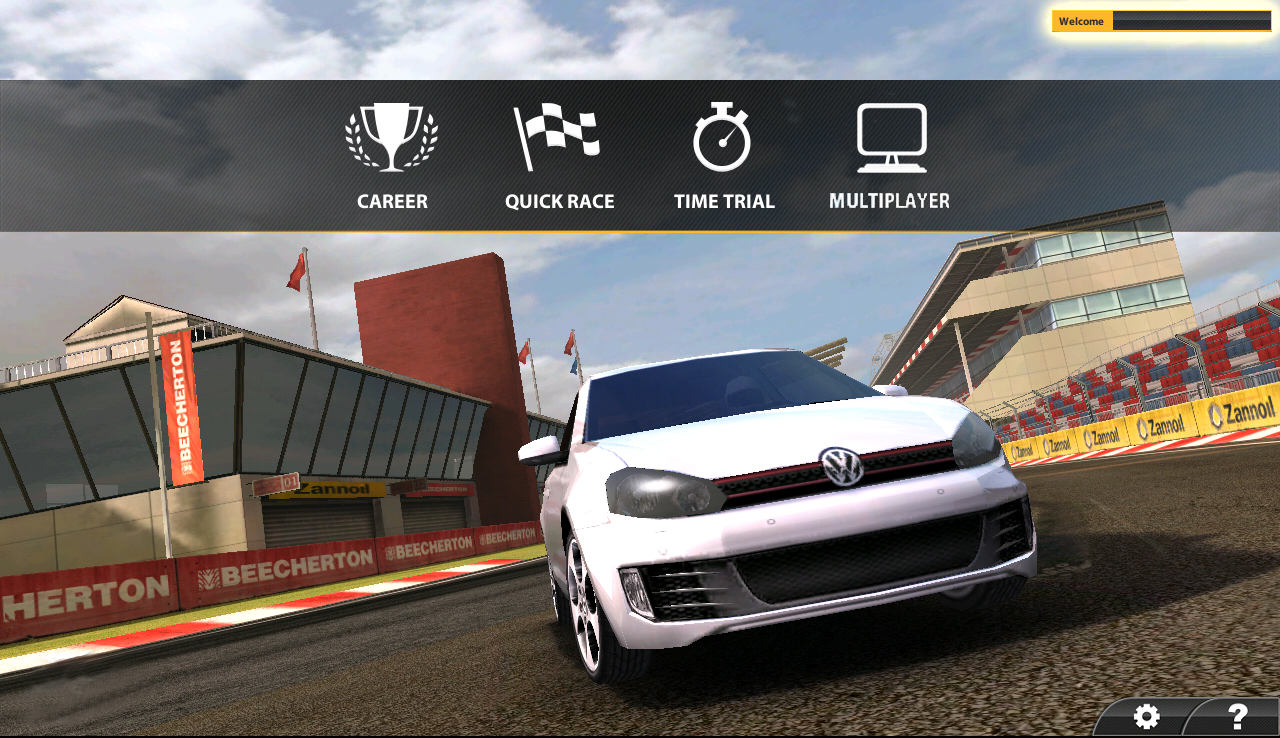 Welcome
CAREER
QUICK RACE
TIME TRIAL
MULTIPLAYER
BEECHERTON
01
Zannoil
HERTON
BEECHERTON
BEECHERTON
BEECHERTON
Zannoil
Zannoil
Zannoil
Zannoil
Zannoil
?